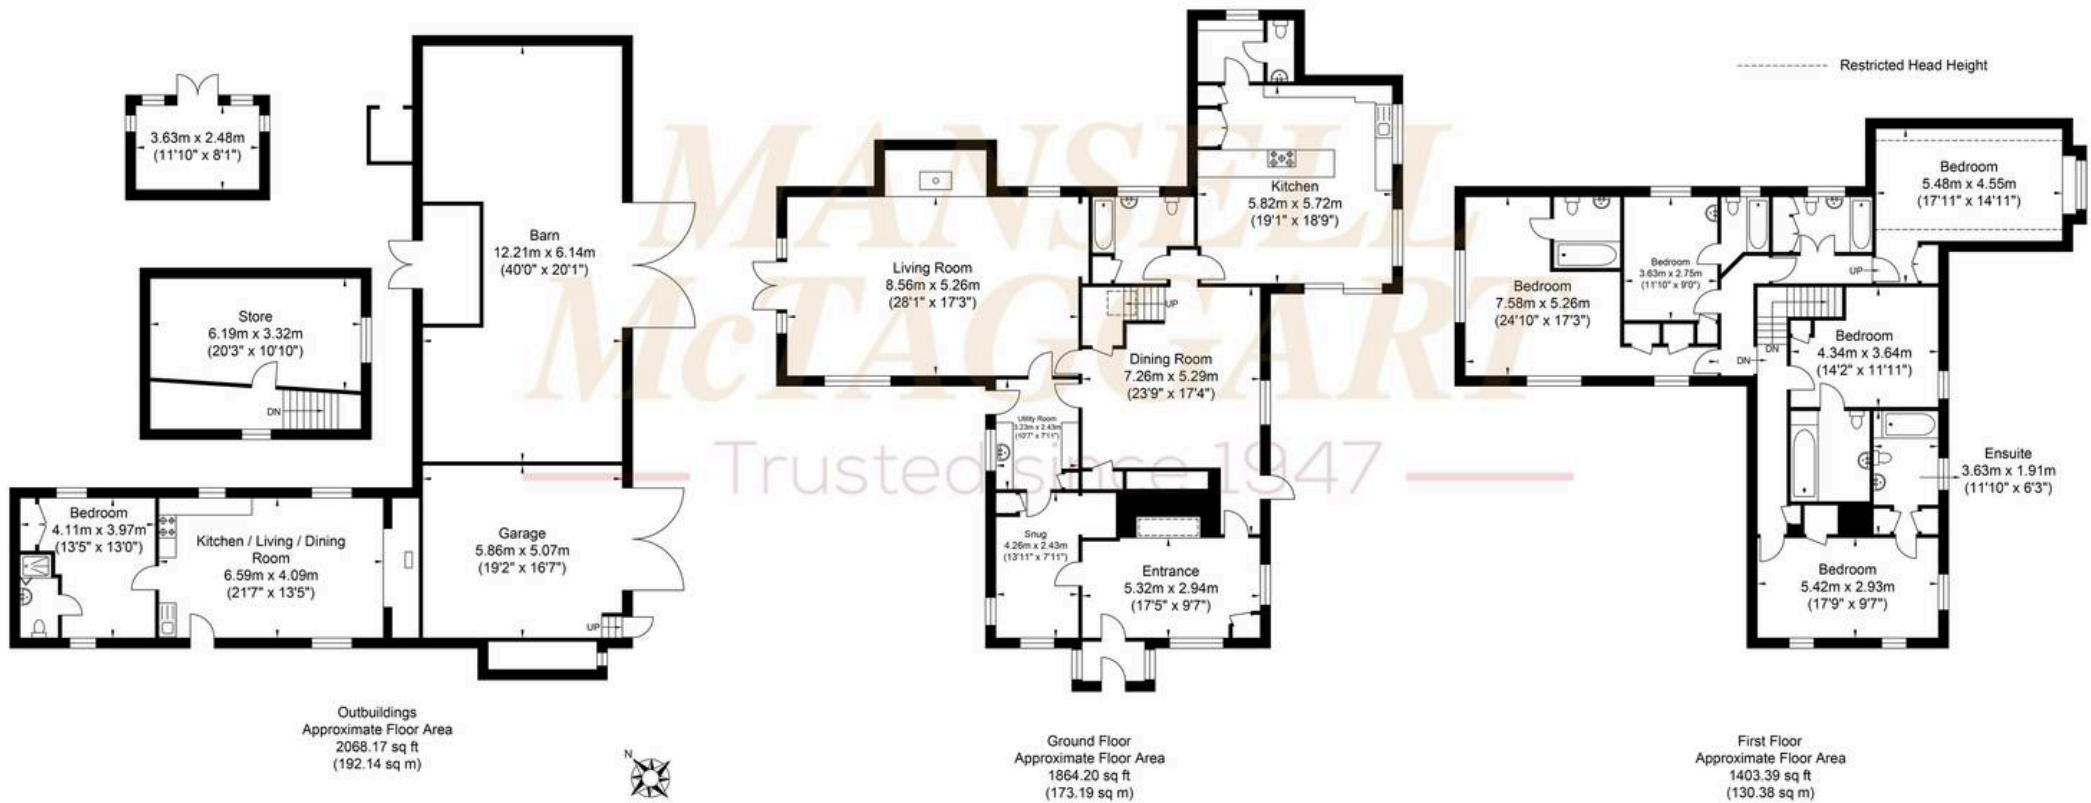 MANSELL
McTAGGART
Trusted since 1947
3.63m x 2.48m
(11'10" x 8'1")
Barn
12.21m x 6.14m
(40'0" x 20'1")
Store
6.19m x 3.32m
(20'3" x 10'10")
DN
Bedroom
4.11m x 3.97m
(13'5" x 13'0")
Kitchen / Living / Dining
Room
6.59m x 4.09m
(21'7" x 13'5")
Garage
5.86m x 5.07m
(19'2" x 16'7")
UP
Outbuildings
Approximate Floor Area
2068.17 sq ft
(192.14 sq m)
N
Kitchen
5.82m x 5.72m
(19'1" x 18'9")
Living Room
8.56m x 5.26m
(28'1" x 17'3")
UP
Dining Room
7.26m x 5.29m
(23'9" x 17'4")
Utility Room
3.23m x 2.43m
(10'7" x 7'11")
Snug
4.26m x 2.43m
(13'11" x 7'11")
Entrance
5.32m x 2.94m
(17'5" x 9'7")
Ground Floor
Approximate Floor Area
1864.20 sq ft
(173.19 sq m)
Restricted Head Height
Bedroom
5.48m x 4.55m
(17'11" x 14'11")
Bedroom
3.63m x 2.75m
(11'10" x 9'0")
UP
Bedroom
7.58m x 5.26m
(24'10" x 17'3")
DN
DN
Bedroom
4.34m x 3.64m
(14'2" x 11'11")
Ensuite
3.63m x 1.91m
(11'10" x 6'3")
Bedroom
5.42m x 2.93m
(17'9" x 9'7")
First Floor
Approximate Floor Area
1403.39 sq ft
(130.38 sq m)